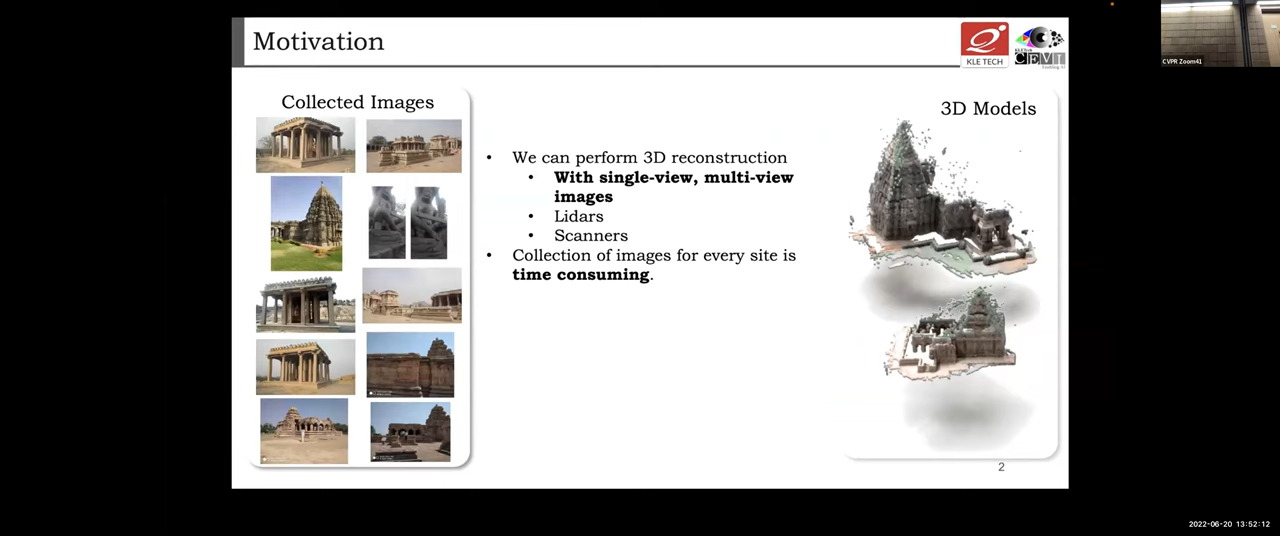 Motivation
KLE TECH
KLETech
CEVI
Collected Images
• We can perform 3D reconstruction
• With single-view, multi-view
images
• Lidars
• Scanners
• Collection of images for every site is
time consuming.
3D Models
2
CVPR Zoom41
2022-06-20 13:52:12